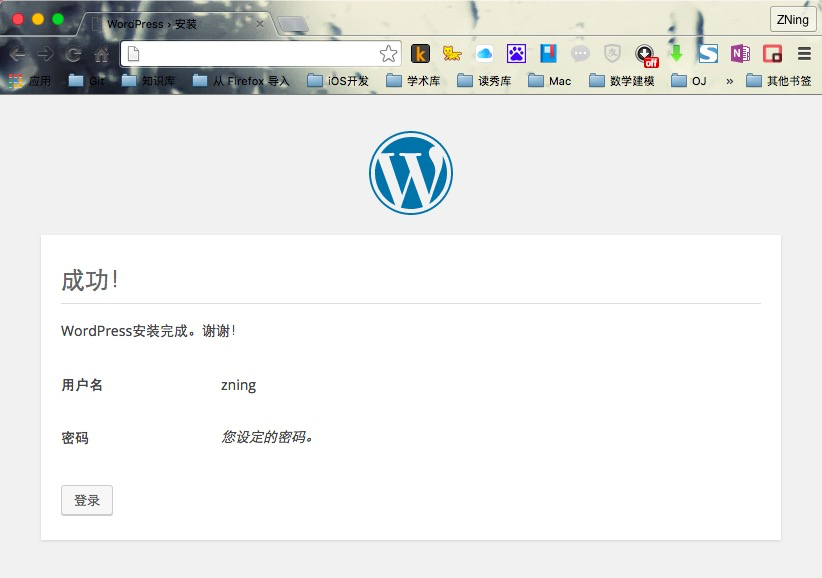 WordPress › 安装
ZNing
off
应用 Git 知识库 从 Firefox 导入 iOS开发 学术库 读秀库 Mac 数学建模 OJ » 其他书签
成功！
WordPress安装完成。谢谢！
用户名 zning
密码 您设定的密码。
登录